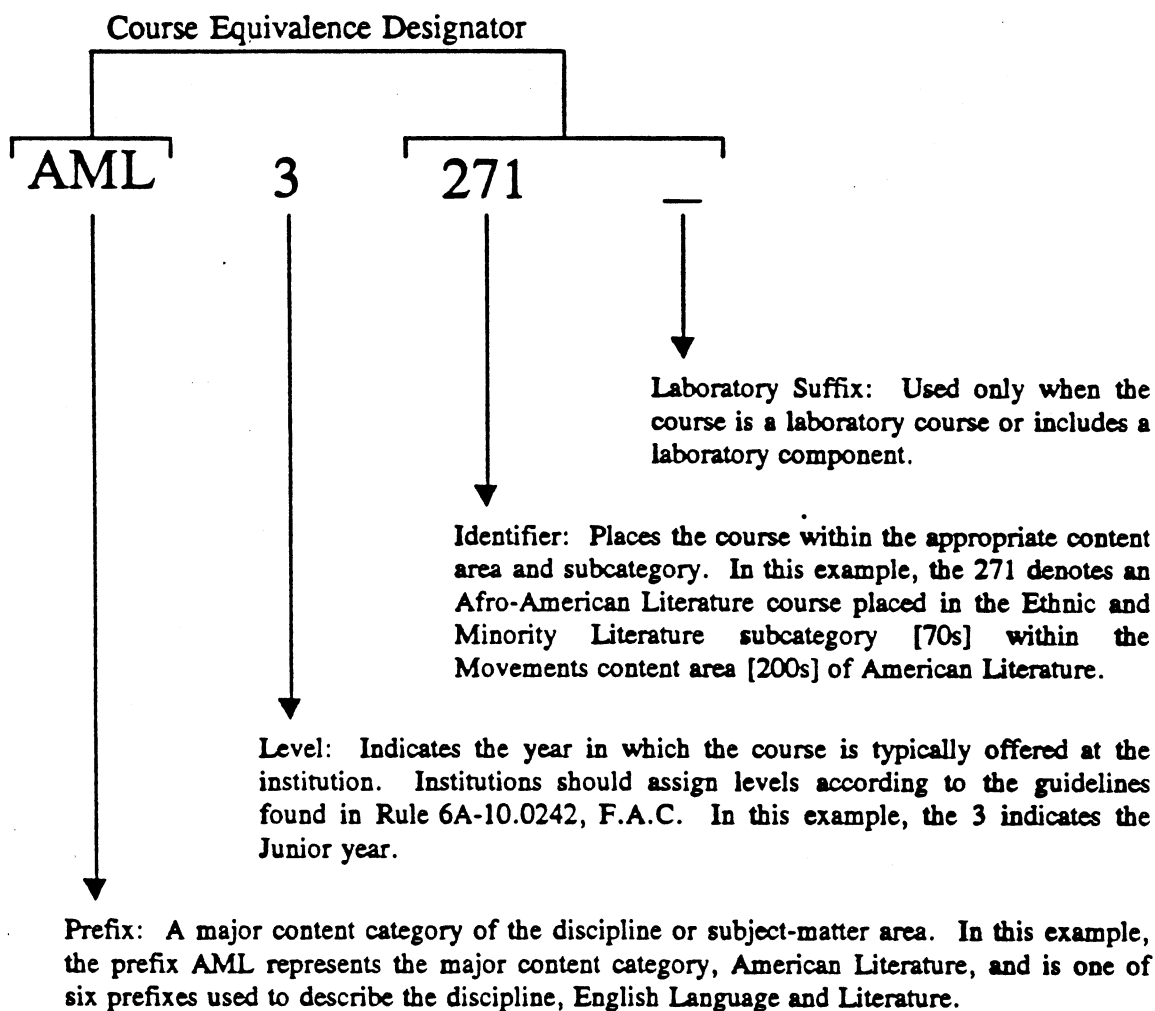 Course Equivalence Designator
AML 3 271 _
Laboratory Suffix: Used only when the
course is a laboratory course or includes a
laboratory component.
Identifier: Places the course within the appropriate content
area and subcategory. In this example, the 271 denotes an
Afro-American Literature course placed in the Ethnic and
Minority Literature subcategory [70s] within the
Movements content area [200s] of American Literature.
Level: Indicates the year in which the course is typically offered at the
institution. Institutions should assign levels according to the guidelines
found in Rule 6A-10.0242, F.A.C. In this example, the 3 indicates the
Junior year.
Prefix: A major content category of the discipline or subject-matter area. In this example,
the prefix AML represents the major content category, American Literature, and is one of
six prefixes used to describe the discipline, English Language and Literature.